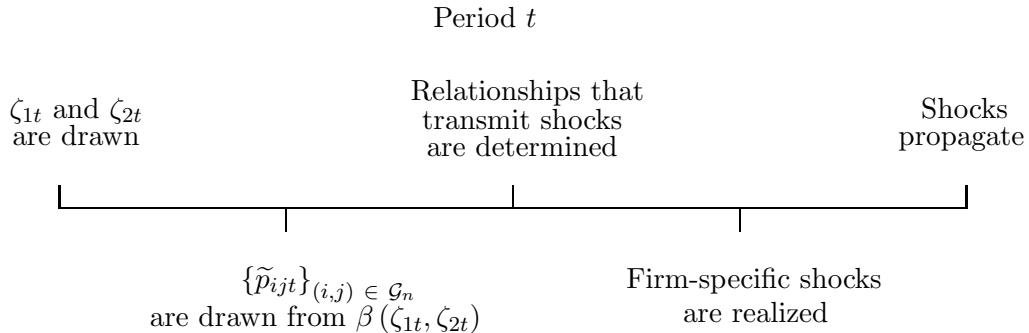 Period t
ζ₁ₜ and ζ₂ₜ
are drawn
Relationships that
transmit shocks
are determined
Shocks
propagate
{p̃ᵢⱼₜ}₍ᵢ,ⱼ₎ ∈ 𝒢ₙ
are drawn from β (ζ₁ₜ, ζ₂ₜ)
Firm-specific shocks
are realized